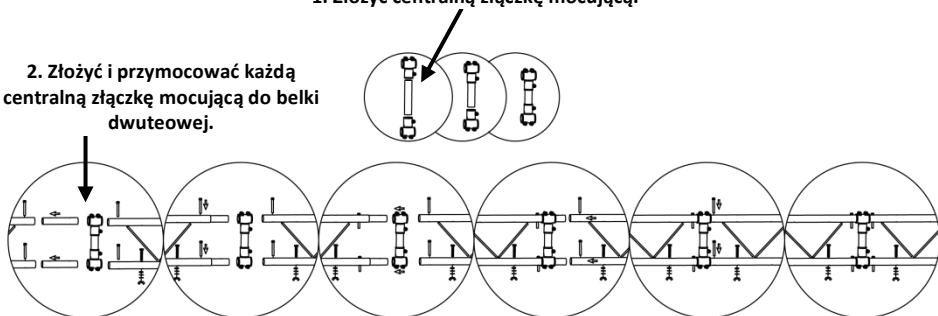 1. Złożyć centralną złączkę mocującą.
2. Złożyć i przymocować każdą
centralną złączkę mocującą do belki
dwuteowej.